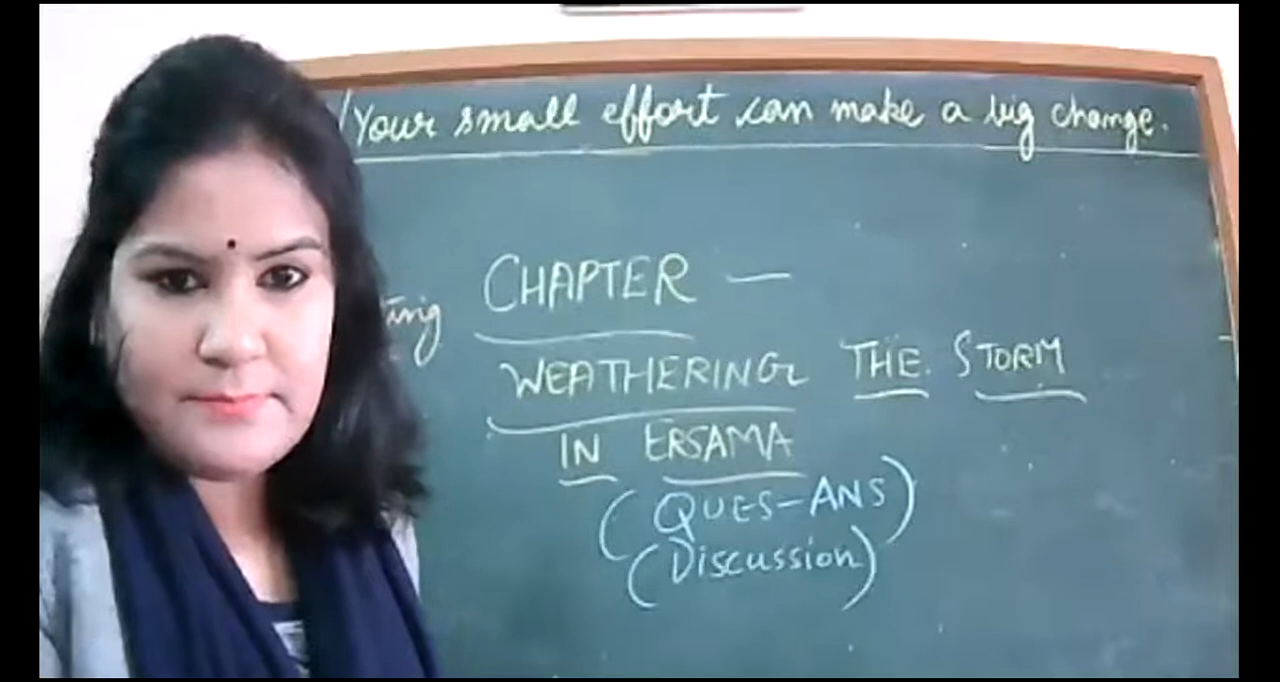 Your small effort can make a big change.
CHAPTER —
WEATHERING THE STORM
IN ERSAMA
(QUES-ANS)
(Discussion)